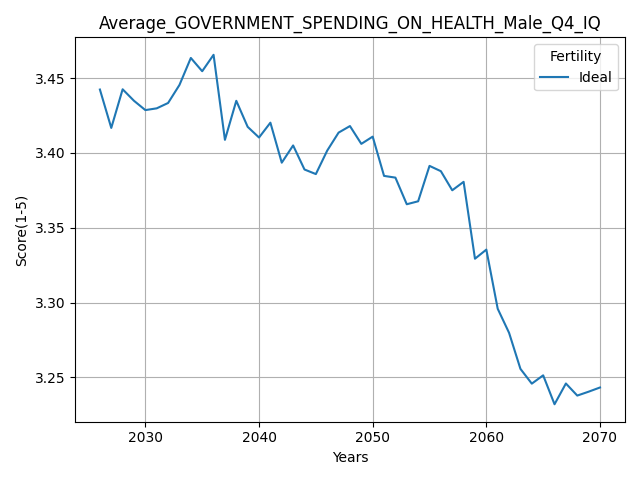 Average_GOVERNMENT_SPENDING_ON_HEALTH_Male_Q4_IQ
Fertility
Ideal
3.45
3.40
3.35
3.30
3.25
Score(1-5)
2030 2040 2050 2060 2070
Years